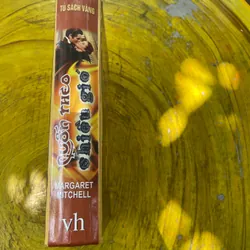 TỦ SÁCH VÀNG
CUỐN THEO
CHIỀU GIÓ
MARGARET
MITCHELL
vh